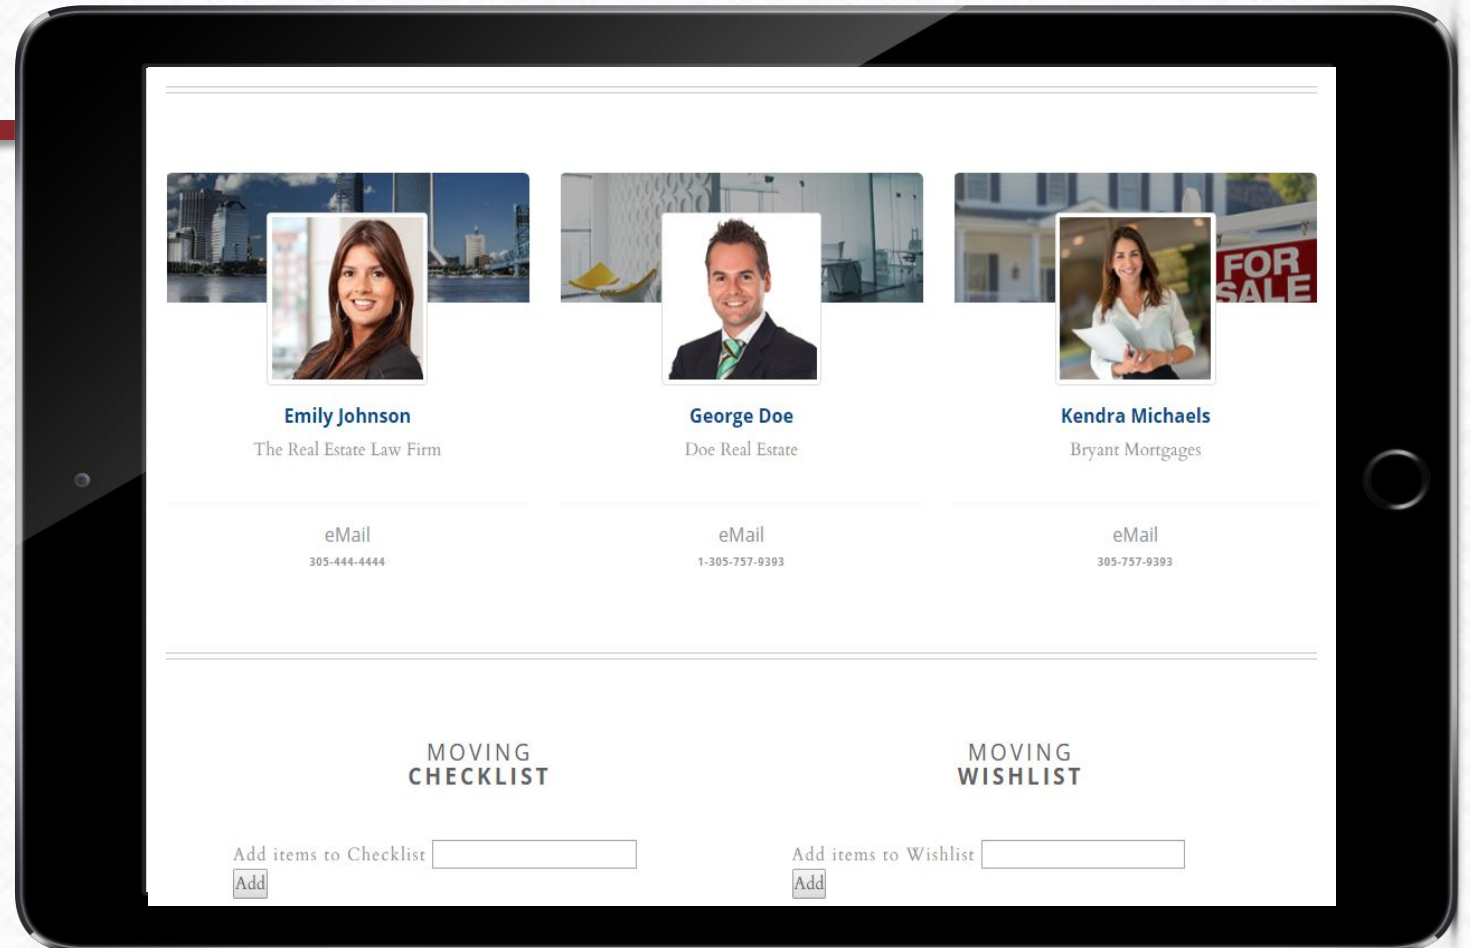 FOR
SALE
Emily Johnson
The Real Estate Law Firm
eMail
305-444-4444
George Doe
Doe Real Estate
eMail
1-305-757-9393
Kendra Michaels
Bryant Mortgages
eMail
305-757-9393
MOVING
CHECKLIST
Add items to Checklist
Add
MOVING
WISHLIST
Add items to Wishlist
Add